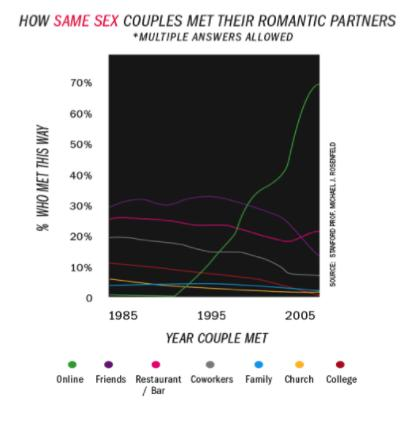 HOW SAME SEX COUPLES MET THEIR ROMANTIC PARTNERS
*MULTIPLE ANSWERS ALLOWED
% WHO MET THIS WAY
70%
60%
50%
40%
30%
20%
10%
0
1985
1995
2005
YEAR COUPLE MET
SOURCE: STANFORD PROF. MICHAEL J. ROSENFELD
Online
Friends
Restaurant
/ Bar
Coworkers
Family
Church
College